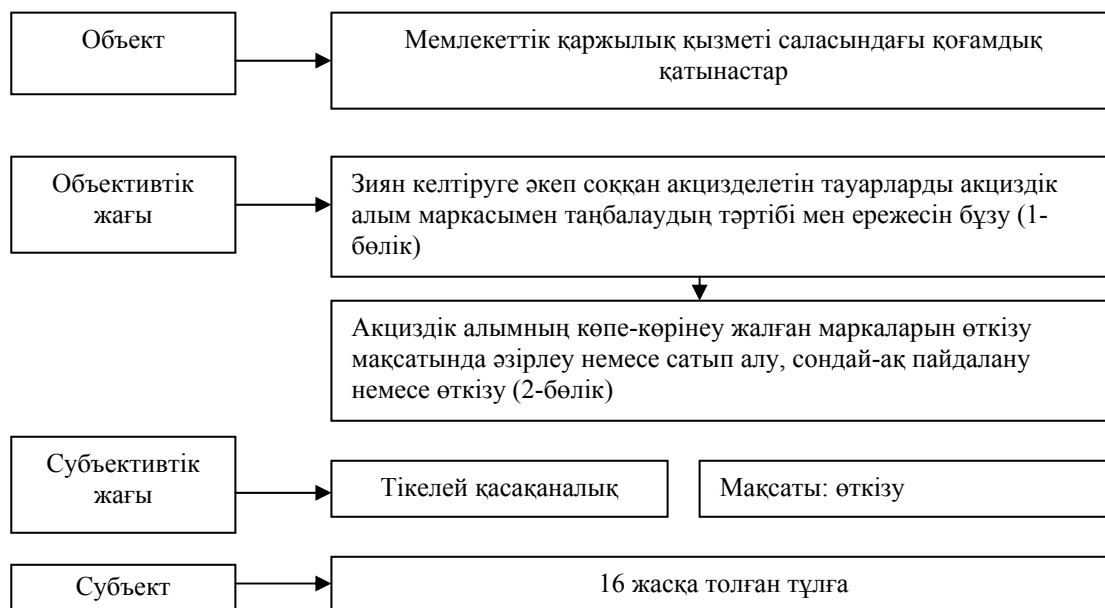 Объект
Мемлекеттік қаржылық қызметі саласындағы қоғамдық
қатынастар
Объективтік
жағы
Зиян келтіруге әкеп соққан акцизделетін тауарларды акциздік
алым маркасымен таңбалаудың тәртібі мен ережесін бұзу (1-
бөлік)
Акциздік алымның көпе-көрінеу жалған маркаларын өткізу
мақсатында әзірлеу немесе сатып алу, сондай-ақ пайдалану
немесе өткізу (2-бөлік)
Субъективтік
жағы
Тікелей қасақаналық
Мақсаты: өткізу
Субъект
16 жасқа толған тұлға